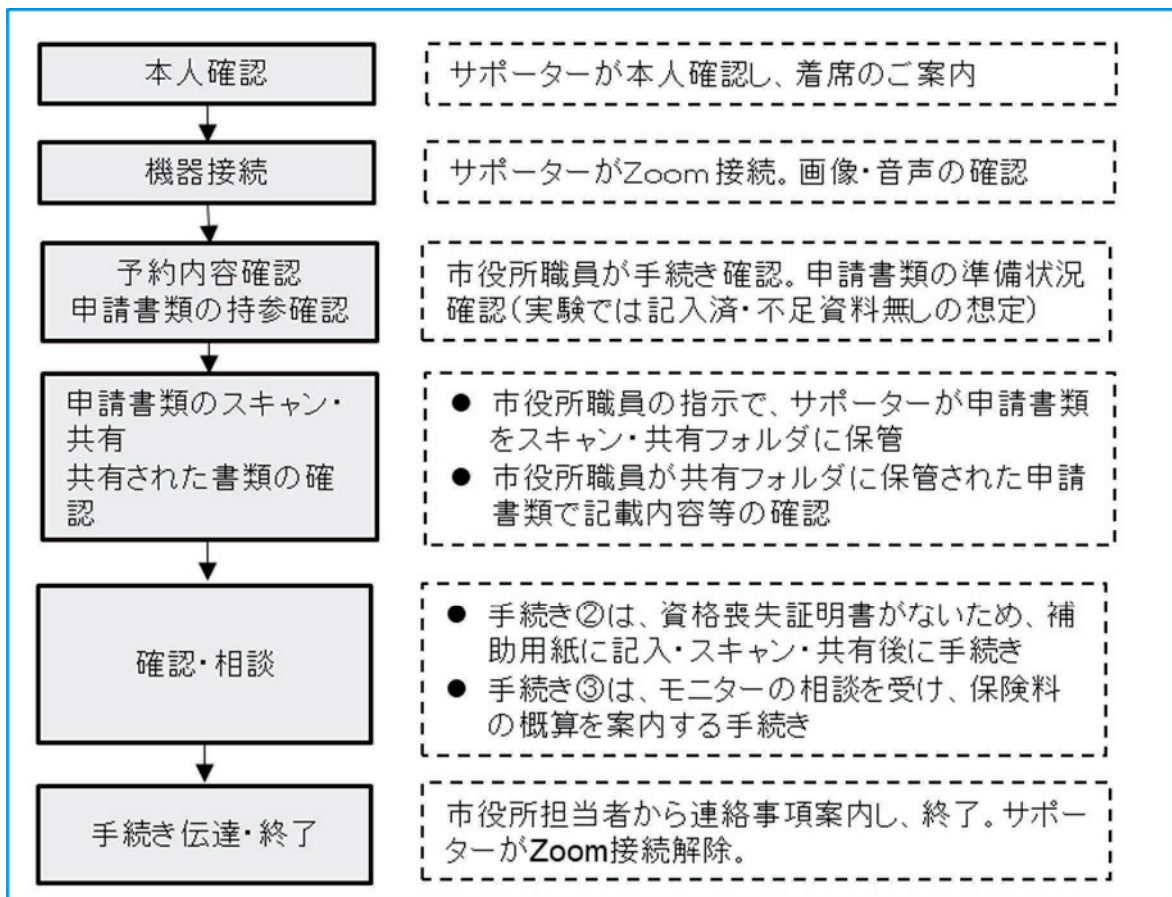 本人確認
サポーターが本人確認し、着席のご案内
機器接続
サポーターがZoom接続。画像・音声の確認
予約内容確認
申請書類の持参確認
市役所職員が手続き確認。申請書類の準備状況
確認(実験では記入済・不足資料無しの想定)
申請書類のスキャン・
共有
共有された書類の確
認
● 市役所職員の指示で、サポーターが申請書類
をスキャン・共有フォルダに保管
● 市役所職員が共有フォルダに保管された申請
書類で記載内容等の確認
確認・相談
● 手続き②は、資格喪失証明書がないため、補
助用紙に記入・スキャン・共有後に手続き
● 手続き③は、モニターの相談を受け、保険料
の概算を案内する手続き
手続き伝達・終了
市役所担当者から連絡事項案内し、終了。サポー
ターがZoom接続解除。